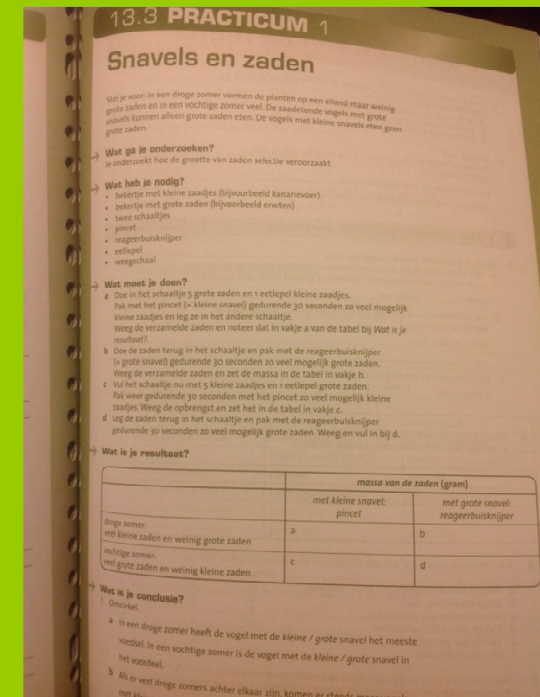 13.3 PRACTICUM 1
Snavels en zaden
Stel je voor: in een droge zomer vormen de planten op een eiland maar weinig
grote zaden en in een vochtige zomer veel. De zaadetende vogels met grote
snavels kunnen alleen grote zaden eten. De vogels met kleine snavels eten geen
grote zaden.
Wat ga je onderzoeken?
Je onderzoekt hoe de grootte van zaden selectie veroorzaakt.
Wat heb je nodig?
• bekertje met kleine zaadjes (bijvoorbeeld kanarievoer)
• bekertje met grote zaden (bijvoorbeeld erwten)
• twee schaaltjes
• pincet
• reageerbuisknijper
• eetlepel
• weegschaal
Wat moet je doen?
a Doe in het schaaltje 5 grote zaden en 1 eetlepel kleine zaadjes.
Pak met het pincet (= kleine snavel) gedurende 30 seconden zo veel mogelijk
kleine zaadjes en leg ze in het andere schaaltje.
Weeg de verzamelde zaden en noteer dat in vakje a van de tabel bij Wat is je
resultaat?.
b Doe de zaden terug in het schaaltje en pak met de reageerbuisknijper
(= grote snavel) gedurende 30 seconden zo veel mogelijk grote zaden.
Weeg de verzamelde zaden en zet de massa in de tabel in vakje b.
c Vul het schaaltje nu met 5 kleine zaadjes en 1 eetlepel grote zaden.
Pak weer gedurende 30 seconden met het pincet zo veel mogelijk kleine
zaadjes. Weeg de opbrengst en zet het in de tabel in vakje c.
d Leg de zaden terug in het schaaltje en pak met de reageerbuisknijper
gedurende 30 seconden zo veel mogelijk grote zaden. Weeg en vul in bij d.
Wat is je resultaat?
massa van de zaden (gram)
met kleine snavel:
pincet
met grote snavel:
reageerbuisknijper
droge zomer:
veel kleine zaden en weinig grote zaden
a
b
vochtige zomer:
veel grote zaden en weinig kleine zaden
c
d
Wat is je conclusie?
1 Omcirkel.
a In een droge zomer heeft de vogel met de kleine / grote snavel het meeste
voedsel. In een vochtige zomer is de vogel met de kleine / grote snavel in
het voordeel.
b Als er veel droge zomers achter elkaar zijn, komen er steeds
met